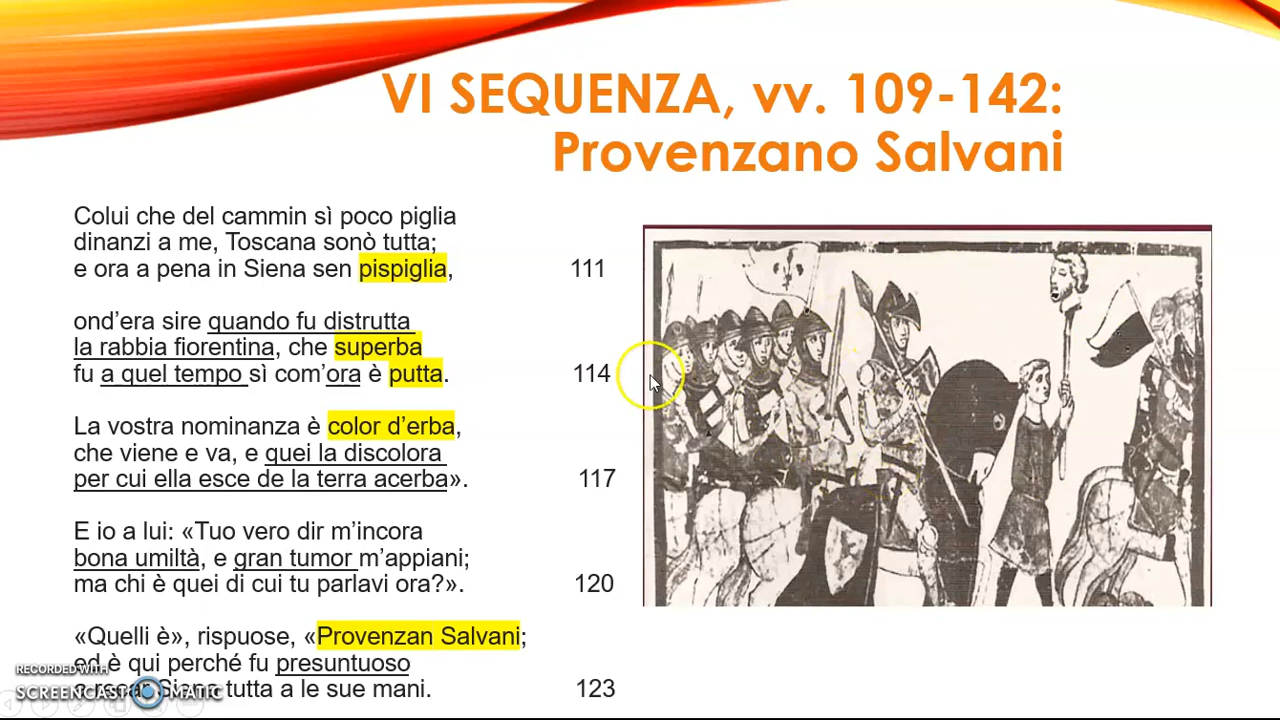 VI SEQUENZA, vv. 109-142:
Provenzano Salvani
Colui che del cammin sì poco piglia
dinanzi a me, Toscana sonò tutta;
e ora a pena in Siena sen pispiglia, 111
ond’era sire quando fu distrutta
la rabbia fiorentina, che superba
fu a quel tempo sì com’ora è putta. 114
La vostra nominanza è color d’erba,
che viene e va, e quei la discolora
per cui ella esce de la terra acerba». 117
E io a lui: «Tuo vero dir m’incora
bona umiltà, e gran tumor m’appiani;
ma chi è quei di cui tu parlavi ora?». 120
«Quelli è», rispuose, «Provenzan Salvani;
ed è qui perché fu presuntuoso
a recar Siena tutta a le sue mani. 123
RECORDED WITH
SCREENCAST MATIC